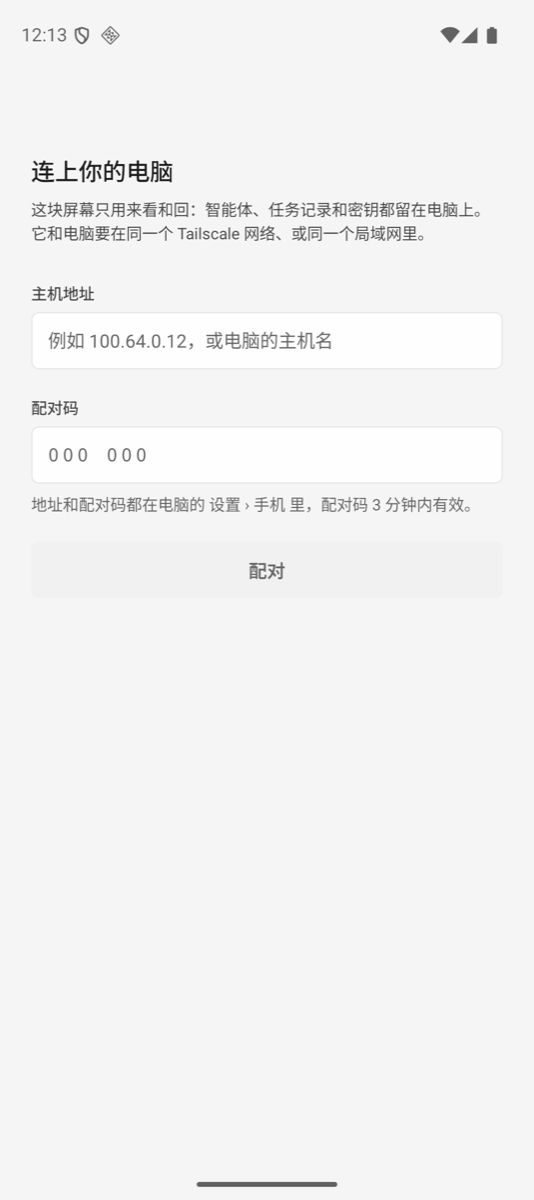 12:13
连上你的电脑
这块屏幕只用来看和回：智能体、任务记录和密钥都留在电脑上。
它和电脑要在同一个 Tailscale 网络、或同一个局域网里。
主机地址
例如 100.64.0.12，或电脑的主机名
配对码
000 000
地址和配对码都在电脑的 设置 › 手机 里，配对码 3 分钟内有效。
配对